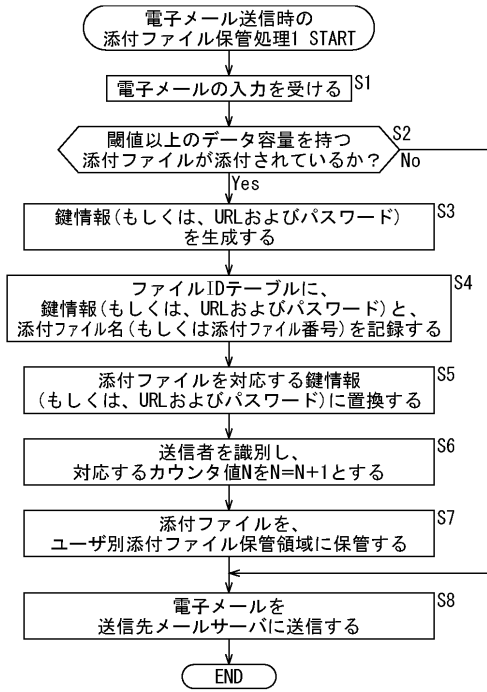 電子メール送信時の
添付ファイル保管処理1 START
電子メールの入力を受ける
S1
閾値以上のデータ容量を持つ
添付ファイルが添付されているか?
S2
No
Yes
鍵情報(もしくは、URLおよびパスワード)
を生成する
S3
ファイルIDテーブルに、
鍵情報(もしくは、URLおよびパスワード)と、
添付ファイル名(もしくは添付ファイル番号)を記録する
S4
添付ファイルを対応する鍵情報
(もしくは、URLおよびパスワード)に置換する
S5
送信者を識別し、
対応するカウンタ値NをN=N+1とする
S6
添付ファイルを、
ユーザ別添付ファイル保管領域に保管する
S7
電子メールを
送信先メールサーバに送信する
S8
END